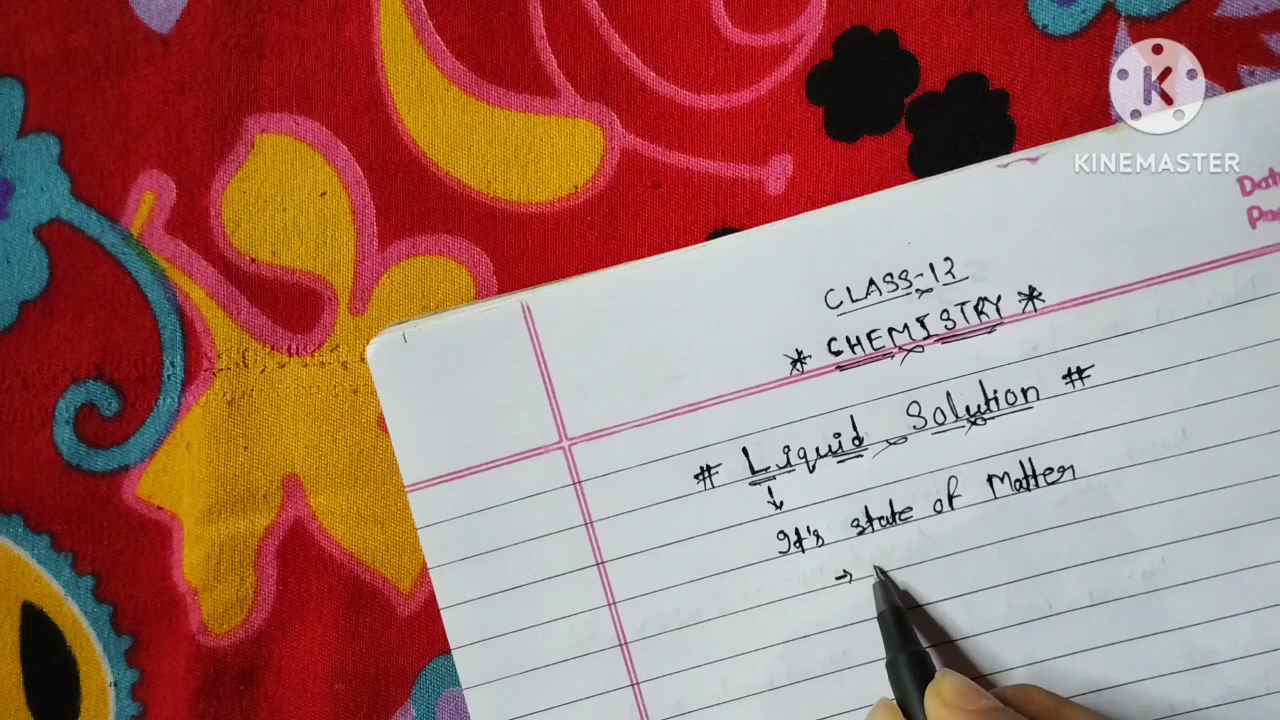 KINEMASTER
CLASS-12
* CHEMISTRY *
# Liquid Solution #
It's state of Matter